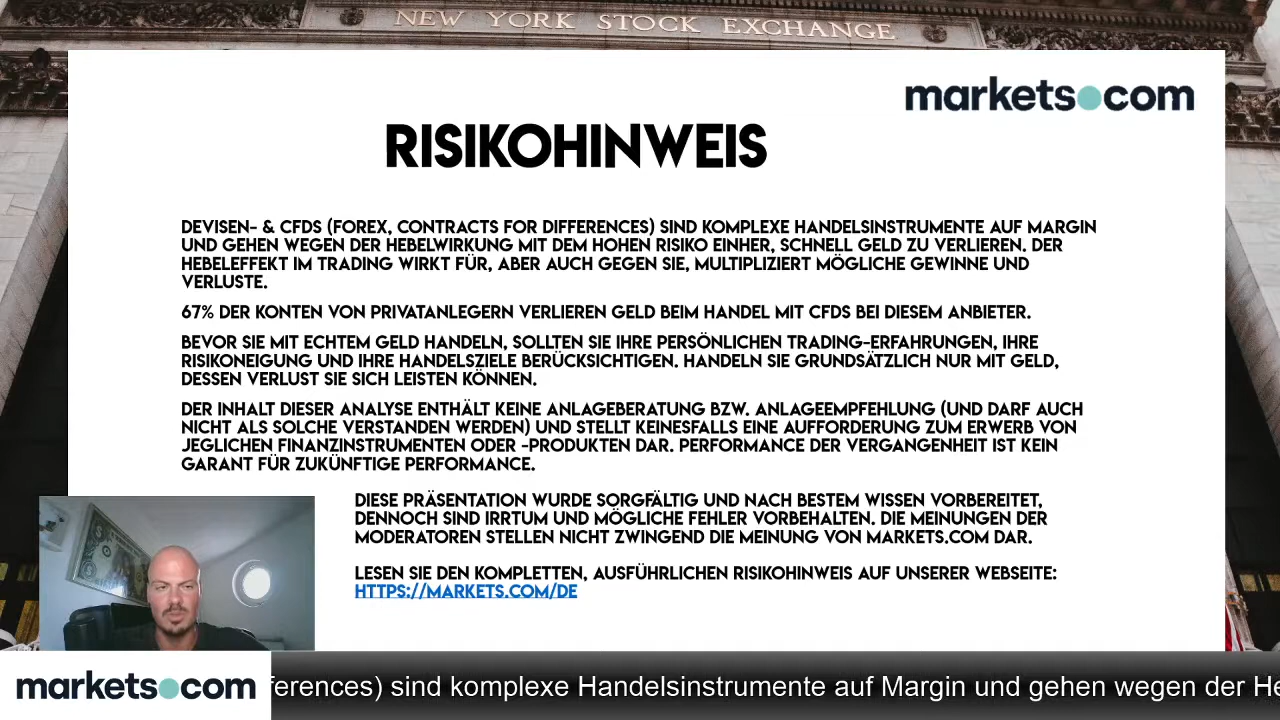 NEW YORK STOCK EXCHANGE
markets.com
RISIKOHINWEIS
DEVISEN- & CFDS (FOREX, CONTRACTS FOR DIFFERENCES) SIND KOMPLEXE HANDELSINSTRUMENTE AUF MARGIN
UND GEHEN WEGEN DER HEBELWIRKUNG MIT DEM HOHEN RISIKO EINHER, SCHNELL GELD ZU VERLIEREN. DER
HEBELEFFEKT IM TRADING WIRKT FÜR, ABER AUCH GEGEN SIE, MULTIPLIZIERT MÖGLICHE GEWINNE UND
VERLUSTE.
67% DER KONTEN VON PRIVATANLEGERN VERLIEREN GELD BEIM HANDEL MIT CFDS BEI DIESEM ANBIETER.
BEVOR SIE MIT ECHTEM GELD HANDELN, SOLLTEN SIE IHRE PERSÖNLICHEN TRADING-ERFAHRUNGEN, IHRE
RISIKONEIGUNG UND IHRE HANDELSZIELE BERÜCKSICHTIGEN. HANDELN SIE GRUNDSÄTZLICH NUR MIT GELD,
DESSEN VERLUST SIE SICH LEISTEN KÖNNEN.
DER INHALT DIESER ANALYSE ENTHÄLT KEINE ANLAGEBERATUNG BZW. ANLAGEEMPFEHLUNG (UND DARF AUCH
NICHT ALS SOLCHE VERSTANDEN WERDEN) UND STELLT KEINESFALLS EINE AUFFORDERUNG ZUM ERWERB VON
JEGLICHEN FINANZINSTRUMENTEN ODER -PRODUKTEN DAR. PERFORMANCE DER VERGANGENHEIT IST KEIN
GARANT FÜR ZUKÜNFTIGE PERFORMANCE.
DIESE PRÄSENTATION WURDE SORGFÄLTIG UND NACH BESTEM WISSEN VORBEREITET,
DENNOCH SIND IRRTUM UND MÖGLICHE FEHLER VORBEHALTEN. DIE MEINUNGEN DER
MODERATOREN STELLEN NICHT ZWINGEND DIE MEINUNG VON MARKETS.COM DAR.
LESEN SIE DEN KOMPLETTEN, AUSFÜHRLICHEN RISIKOHINWEIS AUF UNSERER WEBSEITE:
HTTPS://MARKETS.COM/DE
markets.com
ferences) sind komplexe Handelsinstrumente auf Margin und gehen wegen der He